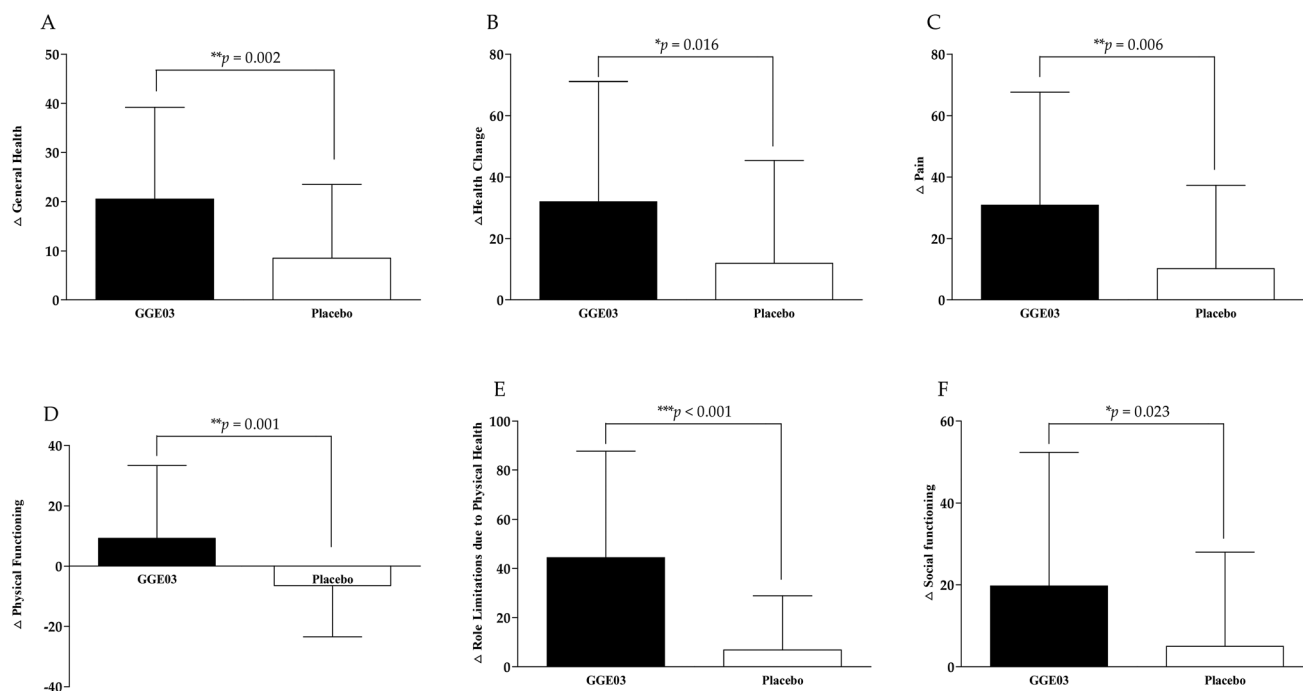 A
**p = 0.002
△ General Health
50
40
30
20
10
0
GGE03 Placebo
B
*p = 0.016
△Health Change
80
60
40
20
0
GGE03 Placebo
C
**p = 0.006
△ Pain
80
60
40
20
0
GGE03 Placebo
D
**p = 0.001
△ Physical Functioning
40
20
0
-20
-40
GGE03 Placebo
E
***p < 0.001
△ Role Limitations due to Physical Health
100
80
60
40
20
0
GGE03 Placebo
F
*p = 0.023
△ Social functioning
60
40
20
0
GGE03 Placebo